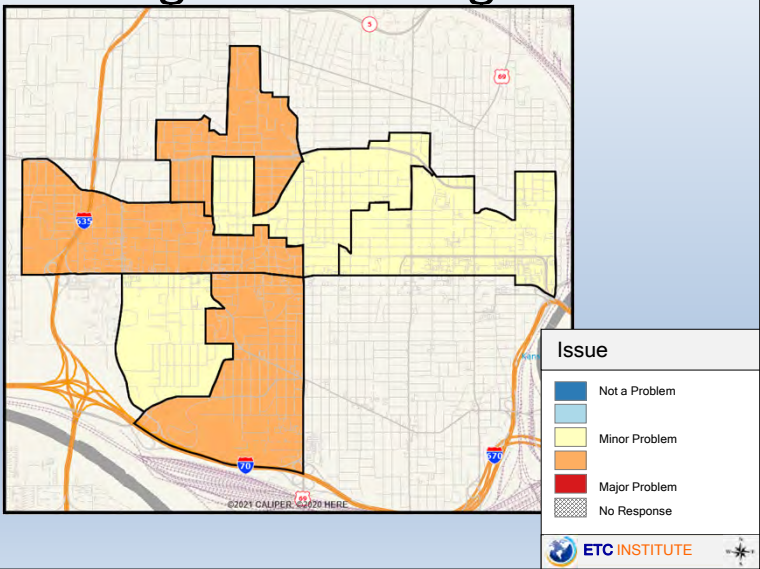 5
69
635
Issue
Not a Problem
Minor Problem
Major Problem
No Response
70
670
©2021 CALIPER; ©2020 HERE
ETC INSTITUTE